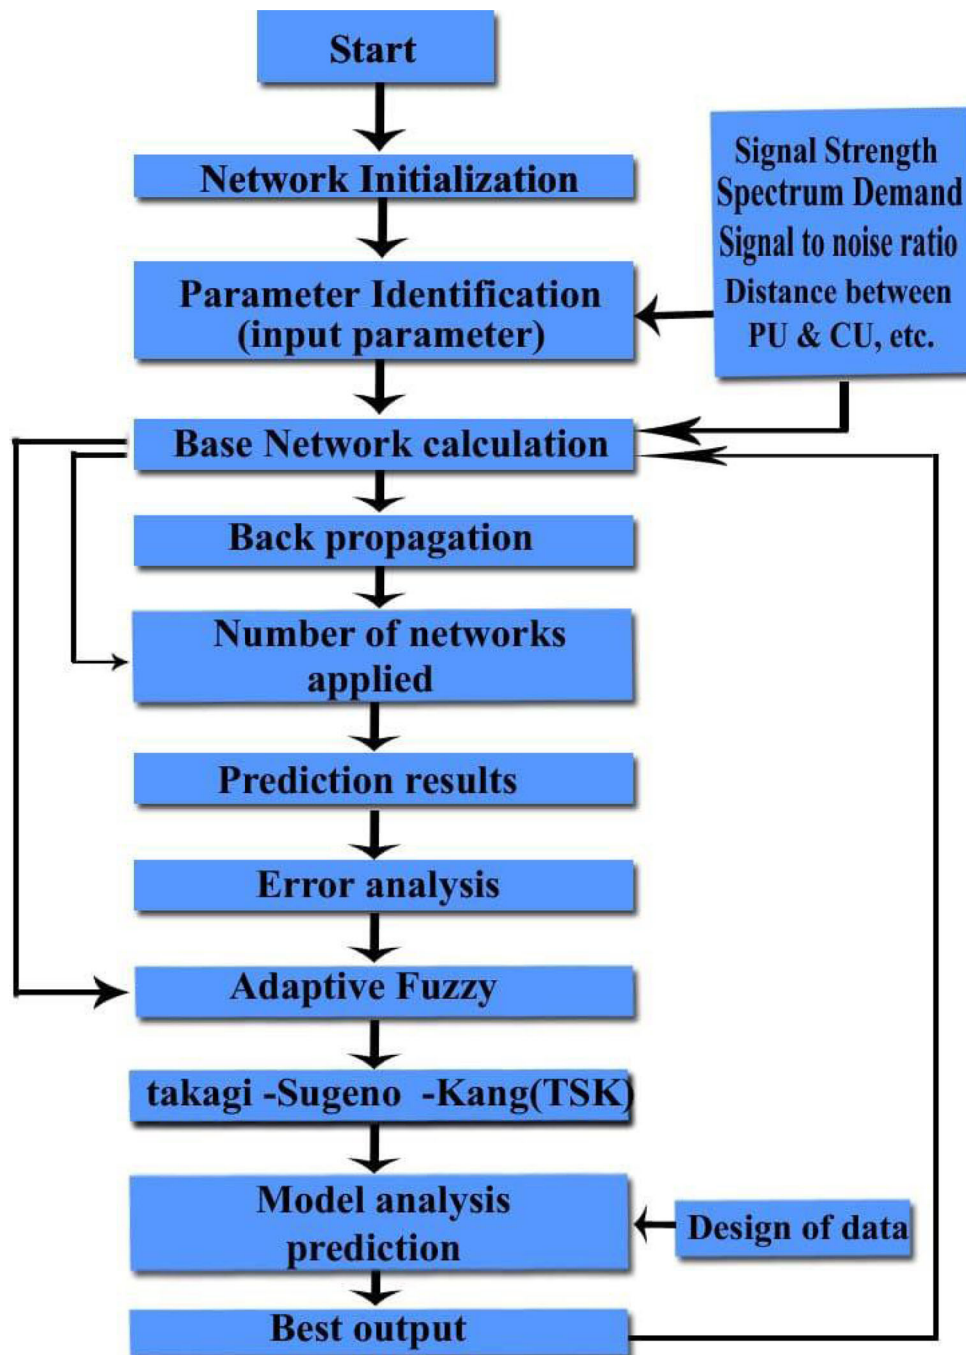 Start
Network Initialization
Signal Strength
Spectrum Demand
Signal to noise ratio
Distance between
PU & CU, etc.
Parameter Identification
(input parameter)
Base Network calculation
Back propagation
Number of networks
applied
Prediction results
Error analysis
Adaptive Fuzzy
takagi -Sugeno -Kang(TSK)
Model analysis
prediction
Design of data
Best output